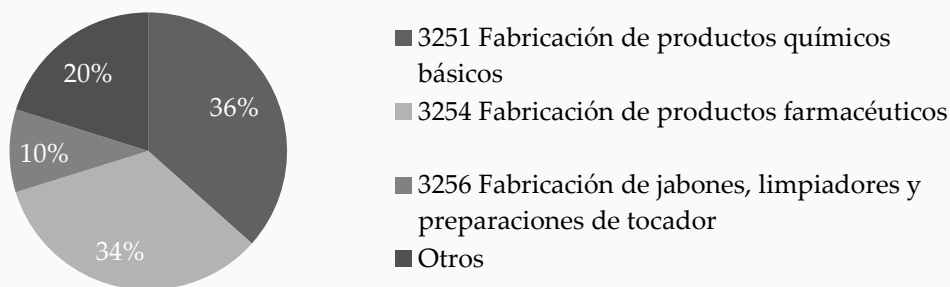 20%
36%
10%
34%
3251 Fabricación de productos químicos
básicos
3254 Fabricación de productos farmacéuticos
3256 Fabricación de jabones, limpiadores y
preparaciones de tocador
Otros